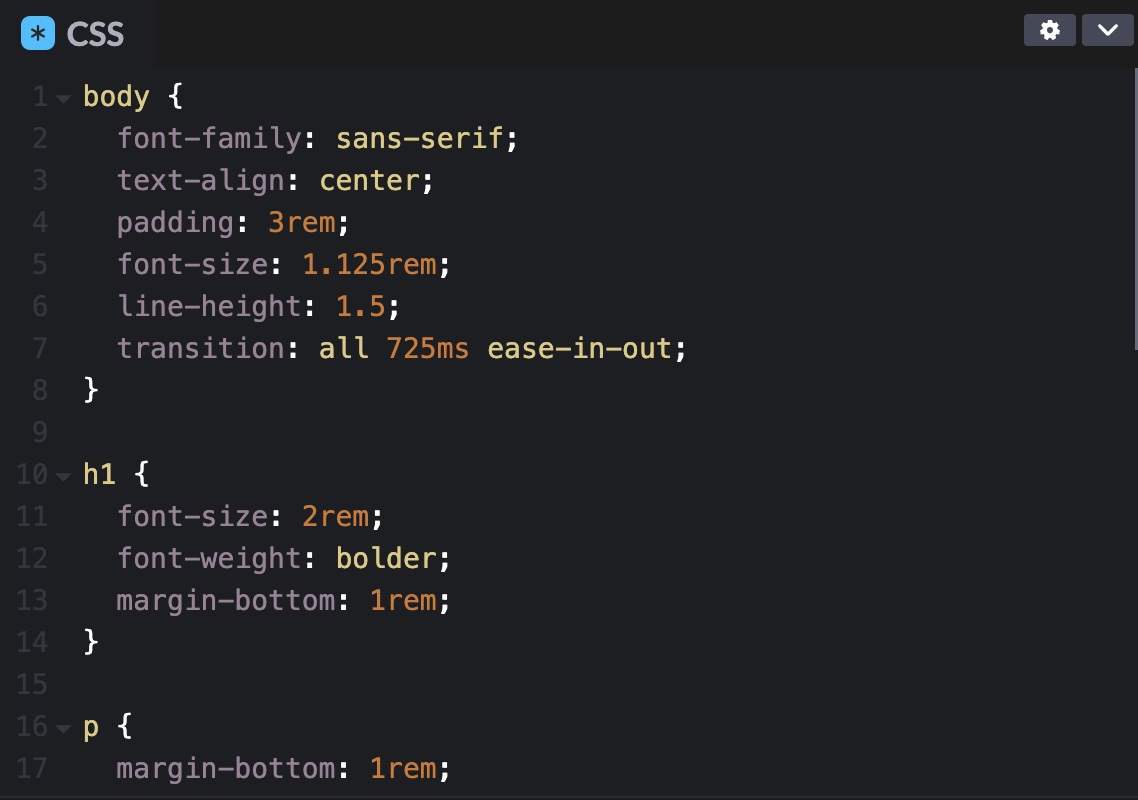 * CSS
1 body {
2   font-family: sans-serif;
3   text-align: center;
4   padding: 3rem;
5   font-size: 1.125rem;
6   line-height: 1.5;
7   transition: all 725ms ease-in-out;
8 }
9
10 h1 {
11   font-size: 2rem;
12   font-weight: bolder;
13   margin-bottom: 1rem;
14 }
15
16 p {
17   margin-bottom: 1rem;